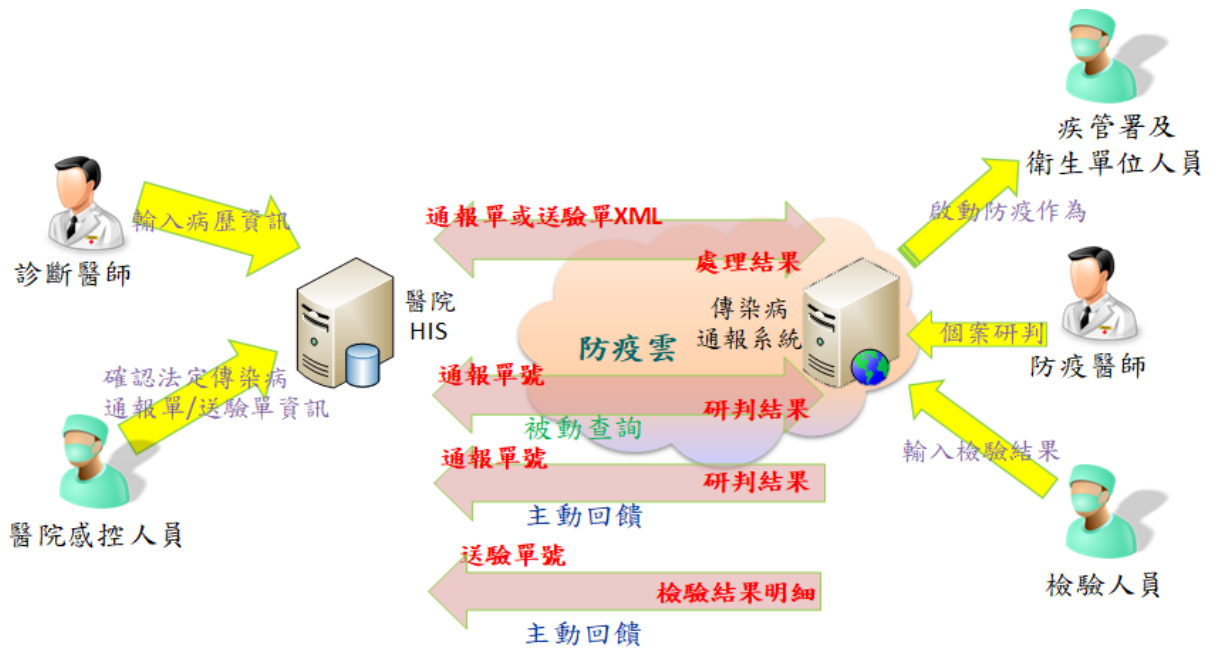 疾管署及
衛生單位人員
輸入病歷資訊
診斷醫師
通報單或送驗單XML
處理結果
啟動防疫作為
醫院
HIS
傳染病
通報系統
防疫雲
個案研判
防疫醫師
確認法定傳染病
通報單/送驗單資訊
通報單號
研判結果
被動查詢
輸入檢驗結果
通報單號
研判結果
主動回饋
醫院感控人員
送驗單號
檢驗結果明細
主動回饋
檢驗人員